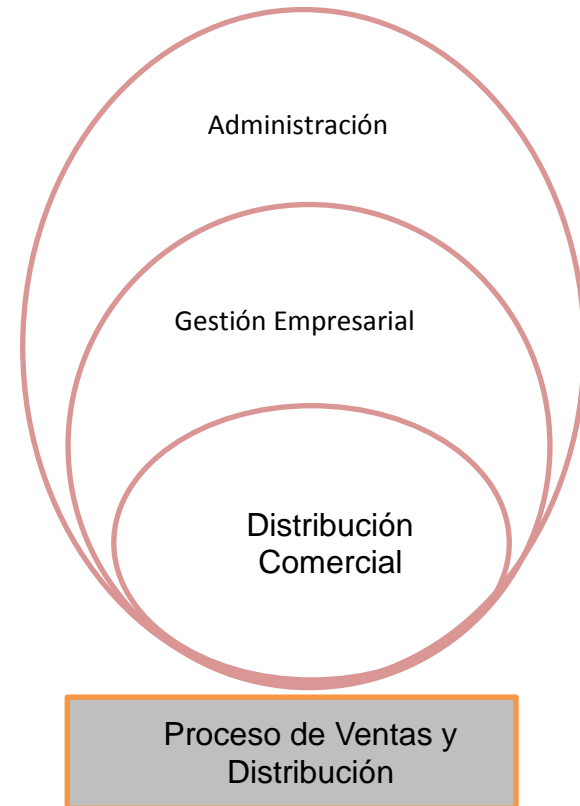 Administración
Gestión Empresarial
Distribución
Comercial
Proceso de Ventas y
Distribución